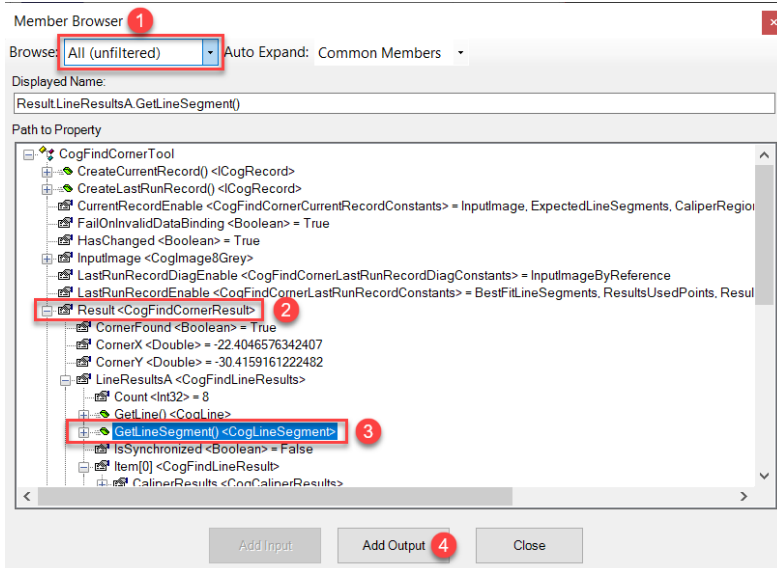 Member Browser 1
Browse: All (unfiltered) Auto Expand: Common Members
Displayed Name:
Result.LineResultsA.GetLineSegment()
Path to Property
CogFindCornerTool
CreateCurrentRecord() <ICogRecord>
CreateLastRunRecord() <ICogRecord>
CurrentRecordEnable <CogFindCornerCurrentRecordConstants> = InputImage, ExpectedLineSegments, CaliperRegion
FailOnInvalidDataBinding <Boolean> = True
HasChanged <Boolean> = True
InputImage <CogImage8Grey>
LastRunRecordDiagEnable <CogFindCornerLastRunRecordDiagConstants> = InputImageByReference
LastRunRecordEnable <CogFindCornerLastRunRecordConstants> = BestFitLineSegments, ResultsUsedPoints, Resul
Result <CogFindCornerResult> 2
CornerFound <Boolean> = True
CornerX <Double> = -22.4046576342407
CornerY <Double> = -30.4159161222482
LineResultsA <CogFindLineResults>
Count <Int32> = 8
GetLine() <CogLine>
GetLineSegment() <CogLineSegment> 3
IsSynchronized <Boolean> = False
Item[0] <CogFindLineResult>
CaliperResults <CogCaliperResults>
Add Input Add Output 4 Close